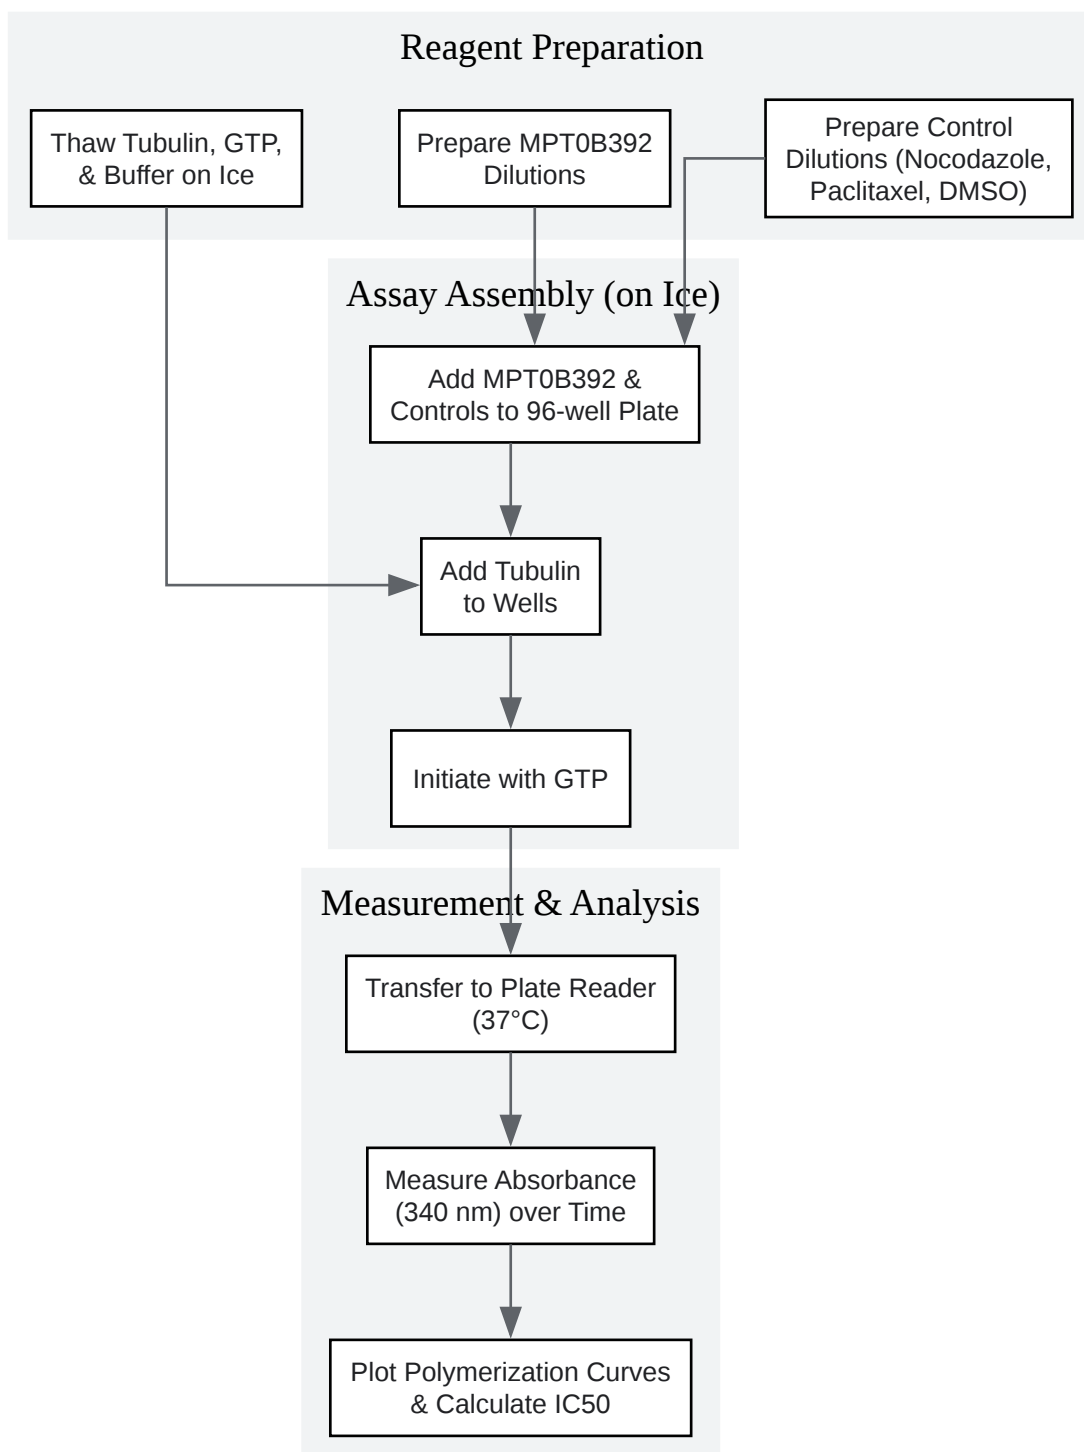 Reagent Preparation
Thaw Tubulin, GTP,
& Buffer on Ice
Prepare MPT0B392
Dilutions
Prepare Control
Dilutions (Nocodazole,
Paclitaxel, DMSO)
Assay Assembly (on Ice)
Add MPT0B392 &
Controls to 96-well Plate
Add Tubulin
to Wells
Initiate with GTP
Measurement & Analysis
Transfer to Plate Reader
(37°C)
Measure Absorbance
(340 nm) over Time
Plot Polymerization Curves
& Calculate IC50